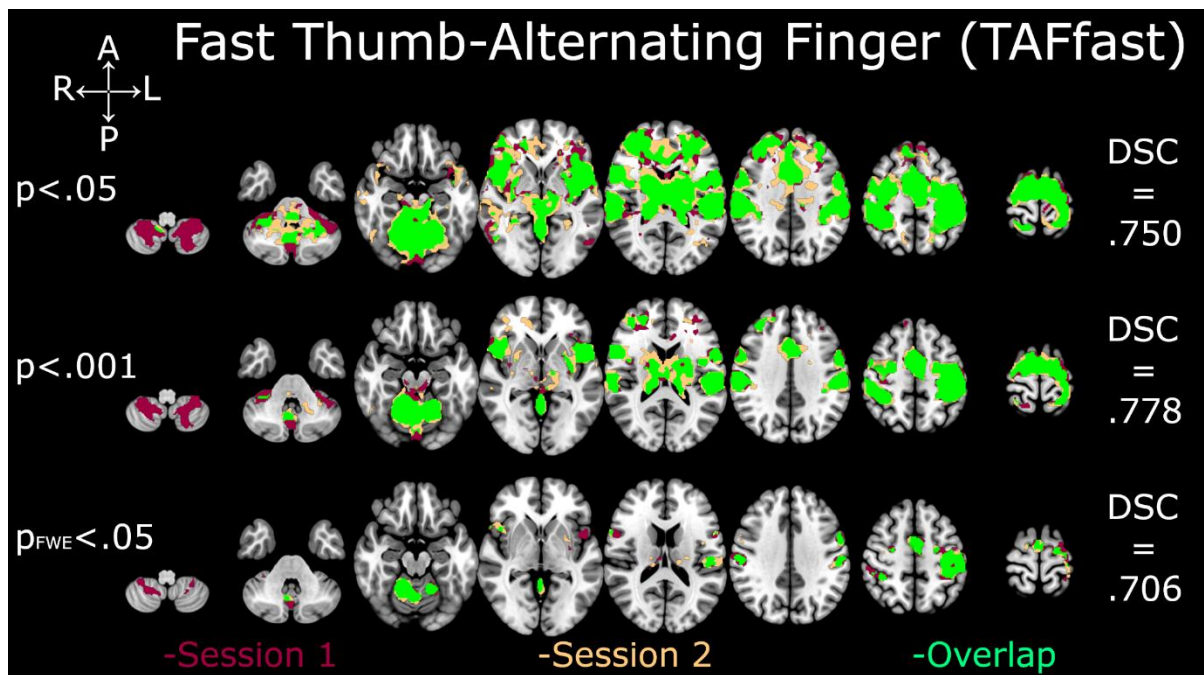 Fast Thumb-Alternating Finger (TAFfast)
A
R L
P
p<.05
DSC
=
.750
p<.001
DSC
=
.778
pFWE<.05
DSC
=
.706
-Session 1 -Session 2 -Overlap